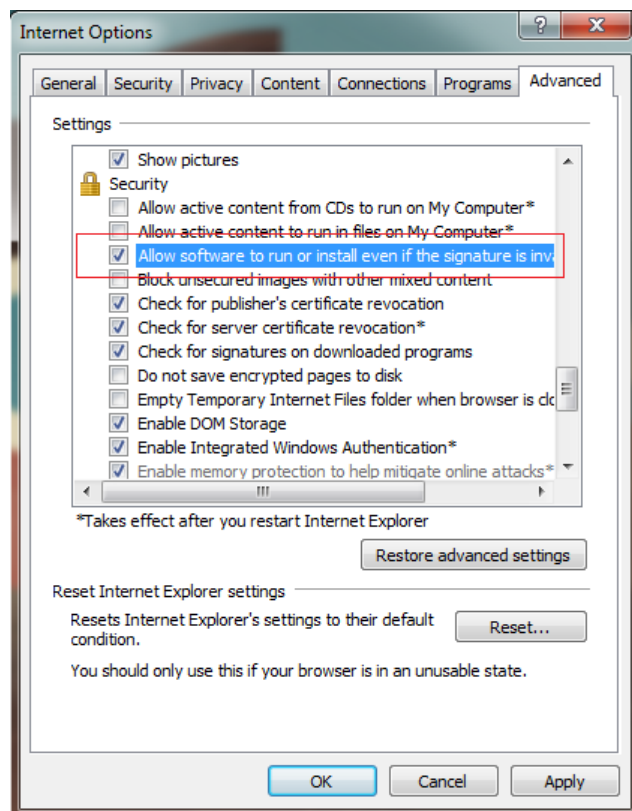 Internet Options
General Security Privacy Content Connections Programs Advanced
Settings
Show pictures
Security
Allow active content from CDs to run on My Computer*
Allow active content to run in files on My Computer*
Allow software to run or install even if the signature is inva
Block unsecured images with other mixed content
Check for publisher's certificate revocation
Check for server certificate revocation*
Check for signatures on downloaded programs
Do not save encrypted pages to disk
Empty Temporary Internet Files folder when browser is clo
Enable DOM Storage
Enable Integrated Windows Authentication*
Enable memory protection to help mitigate online attacks*
*Takes effect after you restart Internet Explorer
Restore advanced settings
Reset Internet Explorer settings
Resets Internet Explorer's settings to their default
condition.
Reset...
You should only use this if your browser is in an unusable state.
OK Cancel Apply